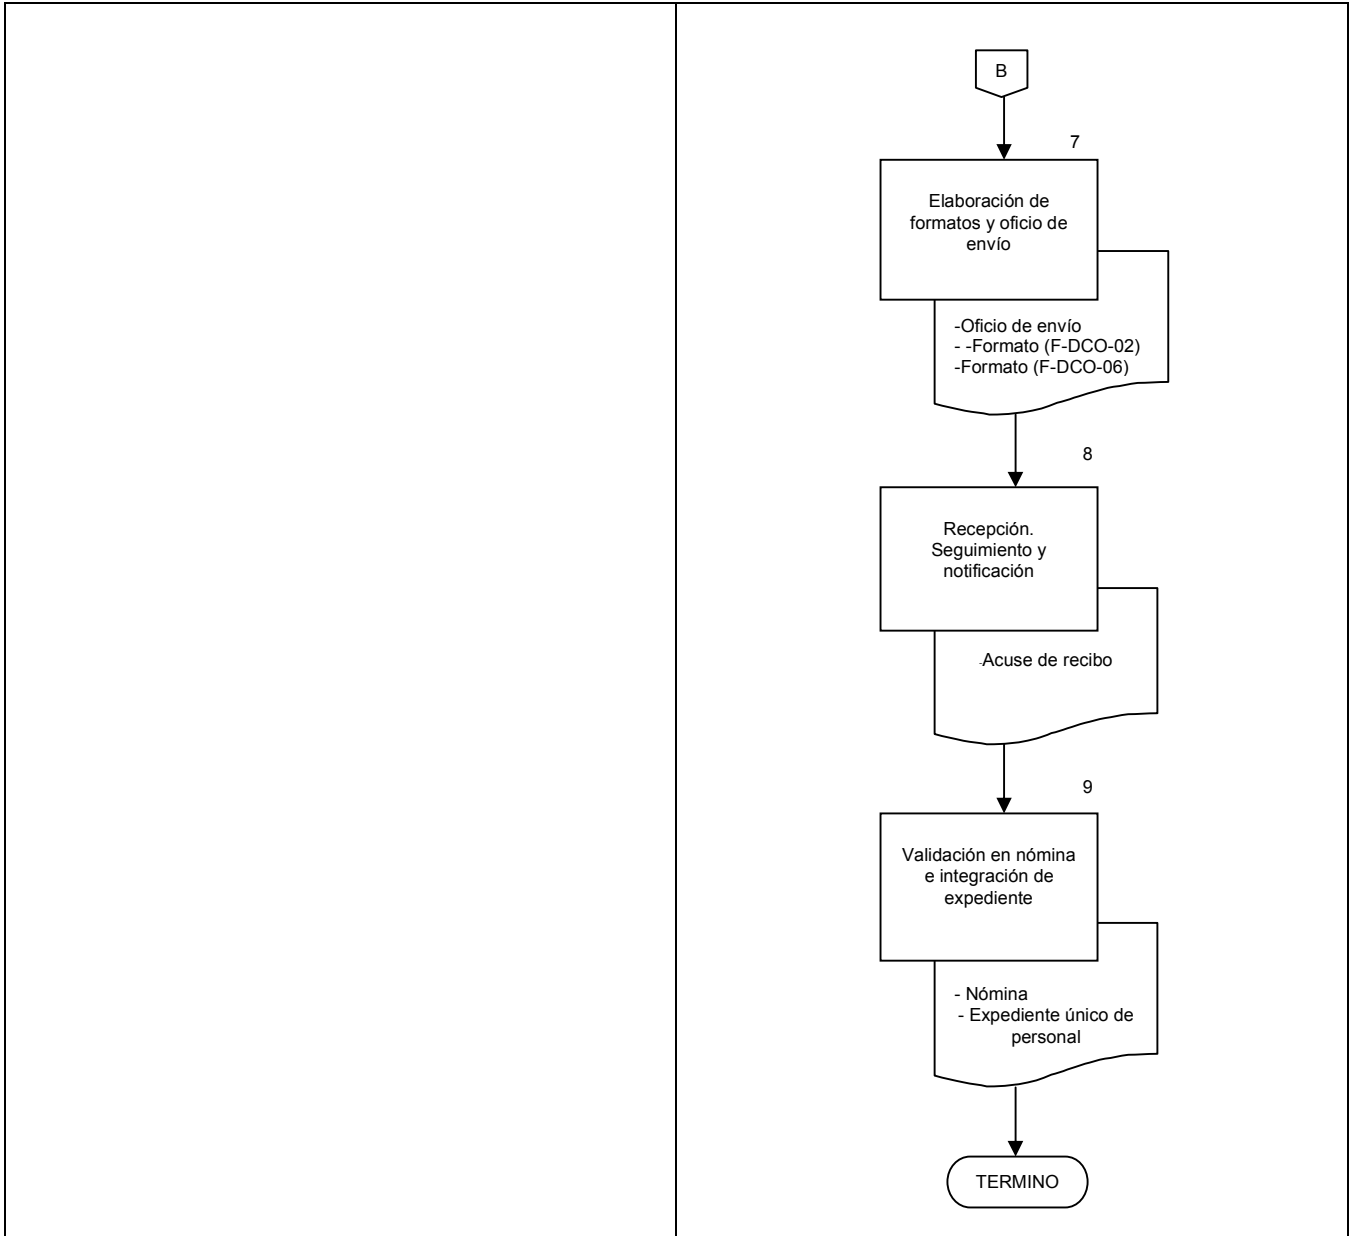 B
7
Elaboración de
formatos y oficio de
envío
-Oficio de envío
- -Formato (F-DCO-02)
-Formato (F-DCO-06)
8
Recepción.
Seguimiento y
notificación
-Acuse de recibo
9
Validación en nómina
e integración de
expediente
- Nómina
- Expediente único de
personal
TERMINO